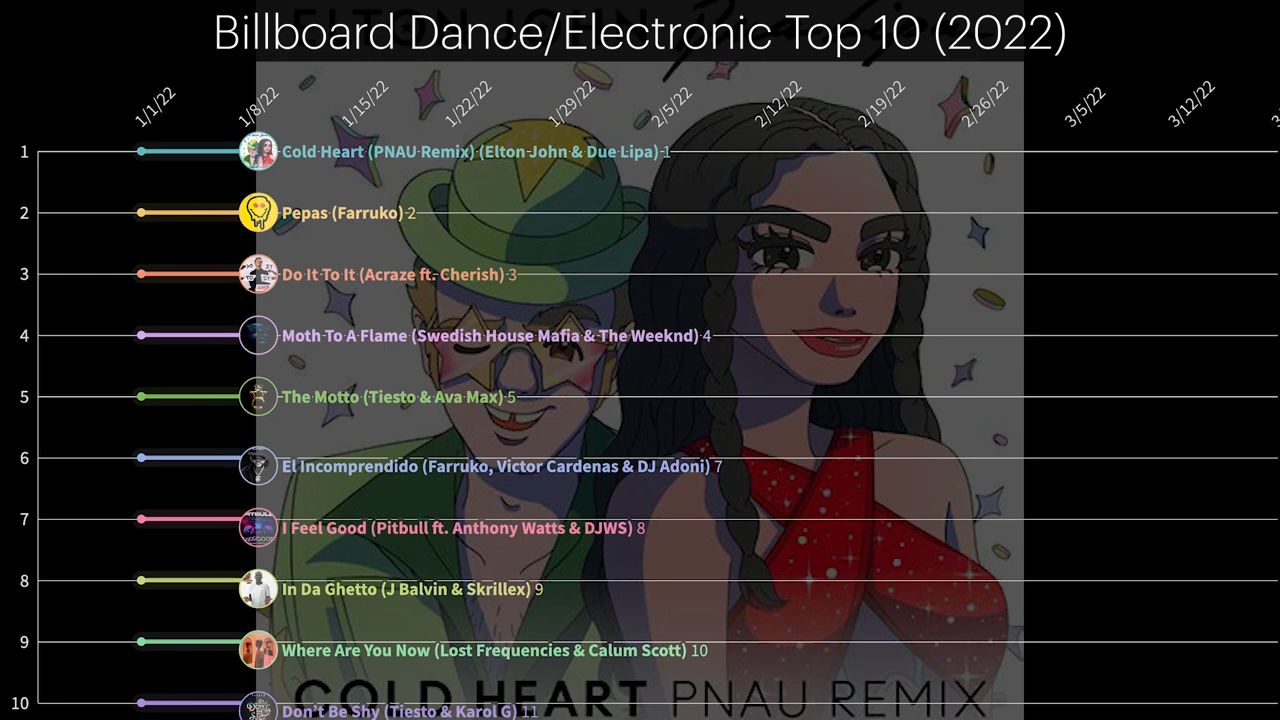 Billboard Dance/Electronic Top 10 (2022)
1/1/22 1/8/22 1/15/22 1/22/22 1/29/22 2/5/22 2/12/22 2/19/22 2/26/22 3/5/22 3/12/22 3
1 Cold Heart (PNAU Remix) (Elton John & Due Lipa) 1
2 Pepas (Farruko) 2
3 Do It To It (Acraze ft. Cherish) 3
4 Moth To A Flame (Swedish House Mafia & The Weeknd) 4
5 The Motto (Tiesto & Ava Max) 5
6 El Incomprendido (Farruko, Victor Cardenas & DJ Adoni) 7
7 I Feel Good (Pitbull ft. Anthony Watts & DJWS) 8
8 In Da Ghetto (J Balvin & Skrillex) 9
9 Where Are You Now (Lost Frequencies & Calum Scott) 10
COLD HEART PNAU REMIX
10 Don't Be Shy (Tiesto & Karol G) 11